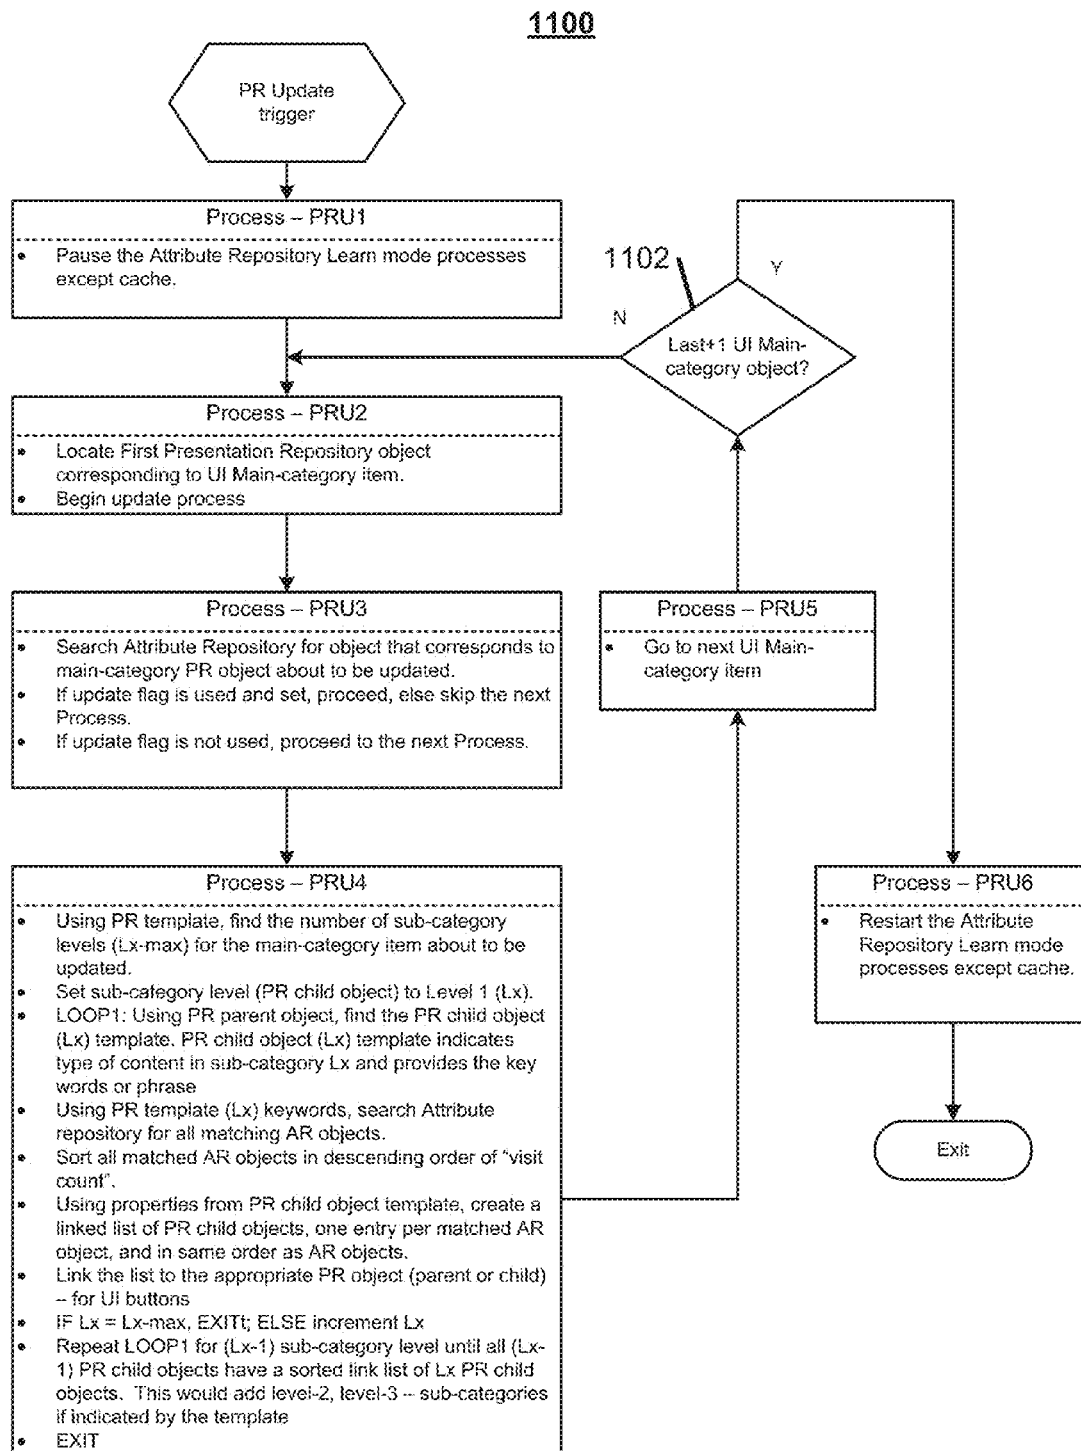 1100
PR Update
trigger
Process – PRU1
• Pause the Attribute Repository Learn mode processes
except cache.
1102
Y
N
Last+1 UI Main-
category object?
Process – PRU2
• Locate First Presentation Repository object
corresponding to UI Main-category item.
• Begin update process
Process – PRU3
• Search Attribute Repository for object that corresponds to
main-category PR object about to be updated.
• If update flag is used and set, proceed, else skip the next
Process.
• If update flag is not used, proceed to the next Process.
Process – PRU5
• Go to next UI Main-
category item
Process – PRU4
• Using PR template, find the number of sub-category
levels (Lx-max) for the main-category item about to be
updated.
• Set sub-category level (PR child object) to Level 1 (Lx).
• LOOP1: Using PR parent object, find the PR child object
(Lx) template. PR child object (Lx) template indicates
type of content in sub-category Lx and provides the key
words or phrase
• Using PR template (Lx) keywords, search Attribute
repository for all matching AR objects.
• Sort all matched AR objects in descending order of "visit
count".
• Using properties from PR child object template, create a
linked list of PR child objects, one entry per matched AR
object, and in same order as AR objects.
• Link the list to the appropriate PR object (parent or child)
– for UI buttons
• IF Lx = Lx-max, EXITt; ELSE increment Lx
• Repeat LOOP1 for (Lx-1) sub-category level until all (Lx-
1) PR child objects have a sorted link list of Lx PR child
objects. This would add level-2, level-3 – sub-categories
if indicated by the template
• EXIT
Process – PRU6
• Restart the Attribute
Repository Learn mode
processes except cache.
Exit